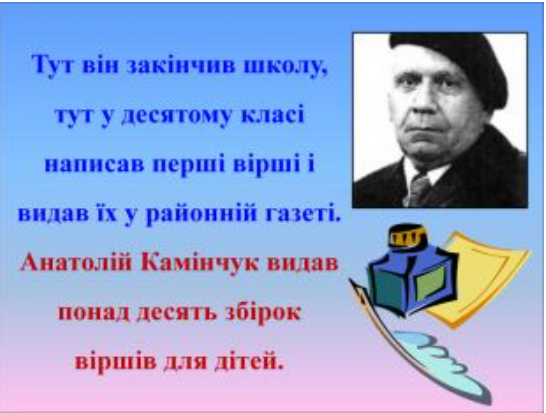 Тут він закінчив школу,
тут у десятому класі
написав перші вірші і
видав їх у районній газеті.
Анатолій Камінчук видав
понад десять збірок
віршів для дітей.